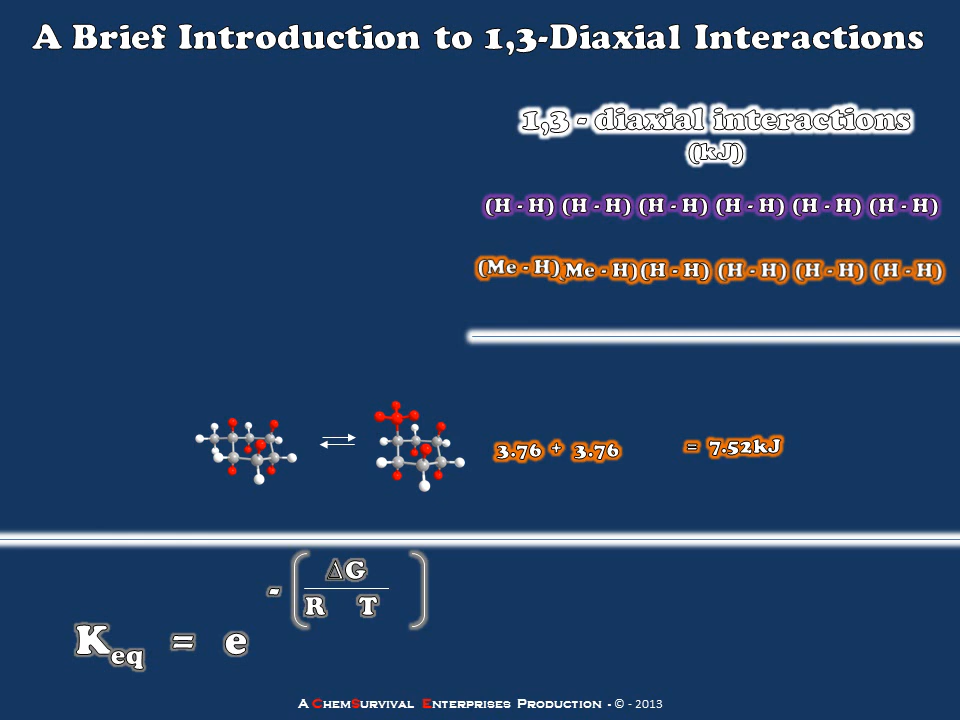 A Brief Introduction to 1,3-Diaxial Interactions
1,3 - diaxial interactions
(kJ)
(H - H) (H - H) (H - H) (H - H) (H - H) (H - H)
(Me - H) (Me - H) (H - H) (H - H) (H - H) (H - H)
3.76 + 3.76 = 7.52kJ
- ( ΔG
R T )
Keq = e
A ChemSurvival Enterprises Production - © - 2013